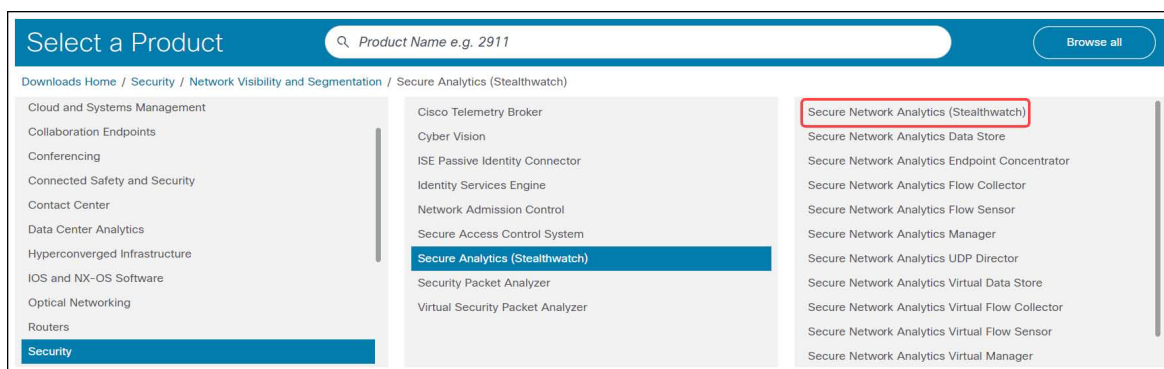 Select a Product
Product Name e.g. 2911
Browse all
Downloads Home / Security / Network Visibility and Segmentation / Secure Analytics (Stealthwatch)
Cloud and Systems Management
Collaboration Endpoints
Conferencing
Connected Safety and Security
Contact Center
Data Center Analytics
Hyperconverged Infrastructure
IOS and NX-OS Software
Optical Networking
Routers
Security
Cisco Telemetry Broker
Cyber Vision
ISE Passive Identity Connector
Identity Services Engine
Network Admission Control
Secure Access Control System
Secure Analytics (Stealthwatch)
Security Packet Analyzer
Virtual Security Packet Analyzer
Secure Network Analytics (Stealthwatch)
Secure Network Analytics Data Store
Secure Network Analytics Endpoint Concentrator
Secure Network Analytics Flow Collector
Secure Network Analytics Flow Sensor
Secure Network Analytics Manager
Secure Network Analytics UDP Director
Secure Network Analytics Virtual Data Store
Secure Network Analytics Virtual Flow Collector
Secure Network Analytics Virtual Flow Sensor
Secure Network Analytics Virtual Manager